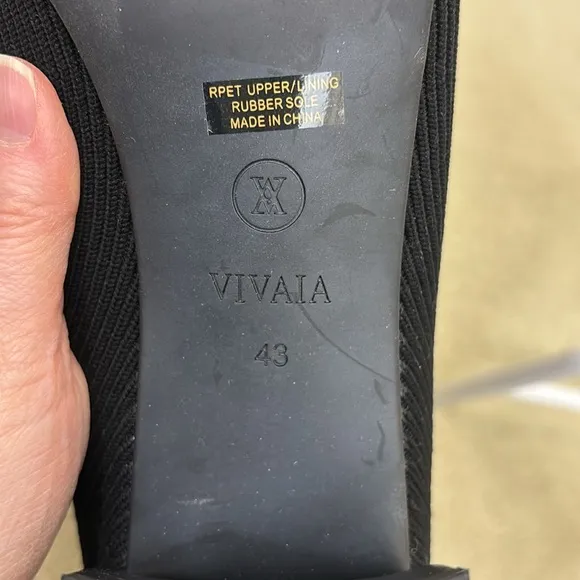 RPET UPPER/LINING
RUBBER SOLE
MADE IN CHINA
VIVAIA
43